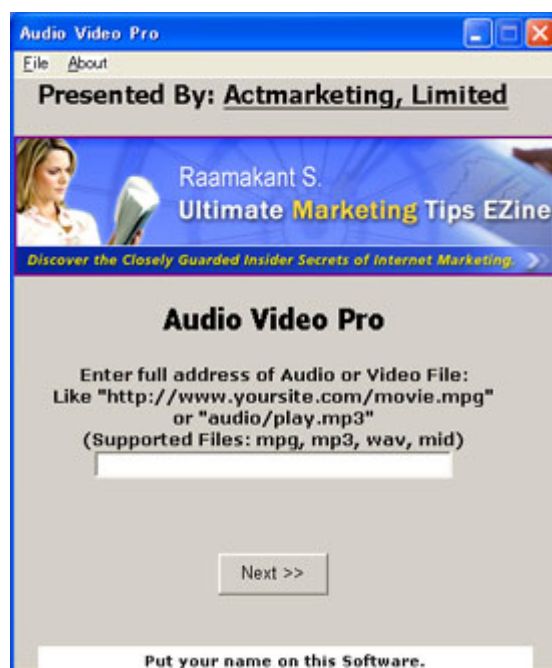 Audio Video Pro
File About
Presented By: Actmarketing, Limited
Raamakant S.
Ultimate Marketing Tips EZine
Discover the Closely Guarded Insider Secrets of Internet Marketing.
Audio Video Pro
Enter full address of Audio or Video File:
Like "http://www.yoursite.com/movie.mpg"
or "audio/play.mp3"
(Supported Files: mpg, mp3, wav, mid)
Next >>
Put your name on this Software.